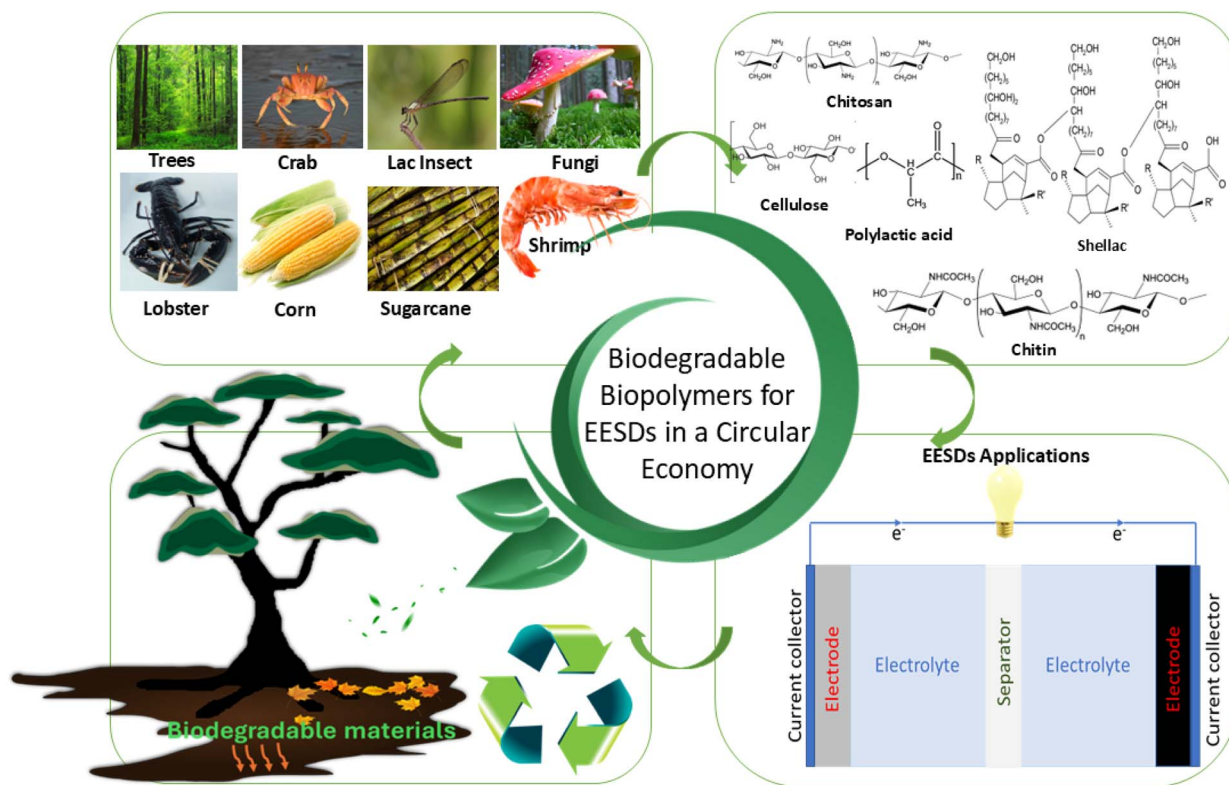 Trees
Crab
Lac Insect
Fungi
Lobster
Corn
Sugarcane
Shrimp
Chitosan
Cellulose
Polylactic acid
Shellac
Chitin
Biodegradable
Biopolymers for
EESDs in a Circular
Economy
EESDs Applications
e-
e-
Current collector
Electrode
Electrolyte
Separator
Electrolyte
Electrode
Current collector
Biodegradable materials